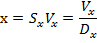 x = SₓVₓ = Vₓ/Dₓ